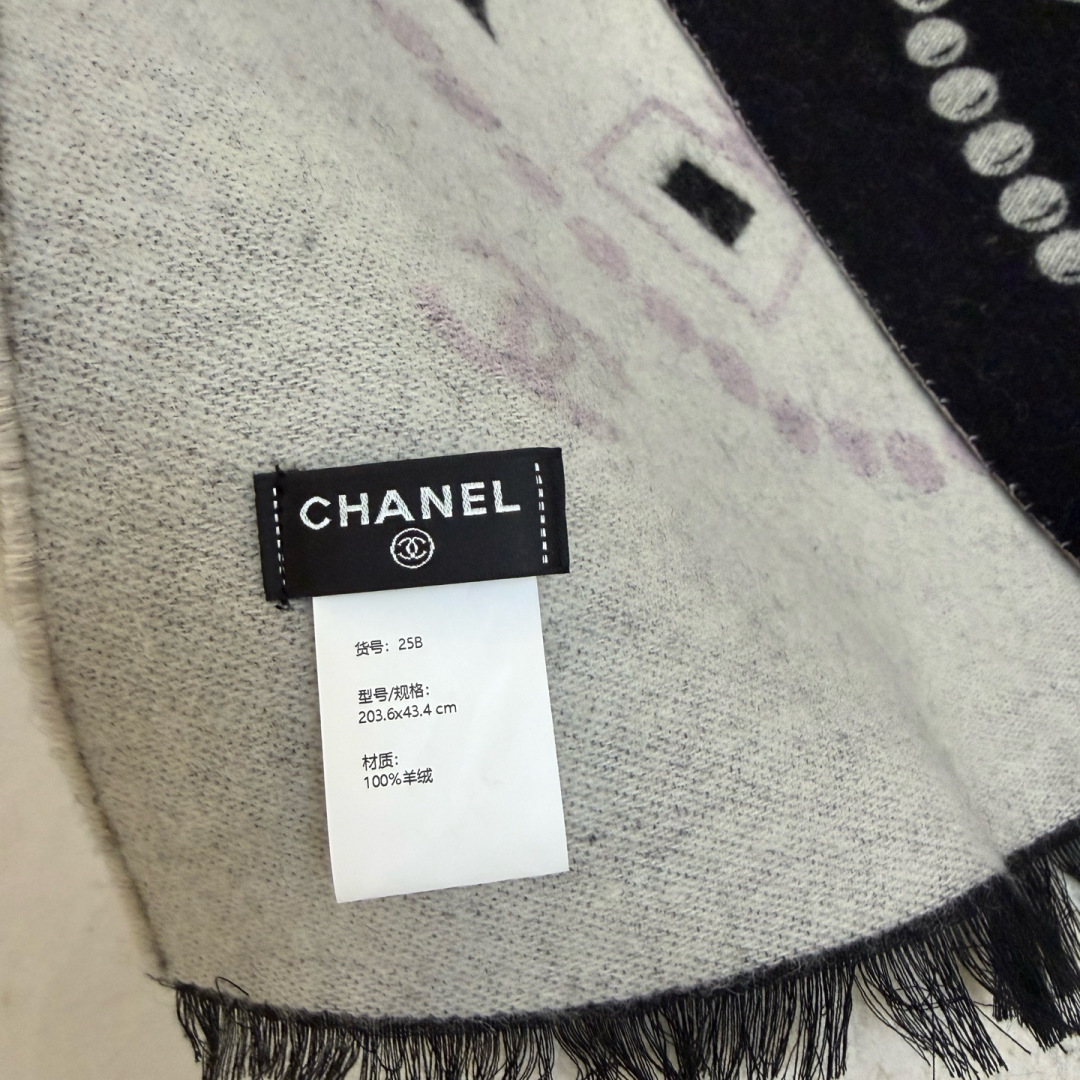 CHANEL
货号：25B
型号/规格：
203.6x43.4 cm
材质：
100%羊绒